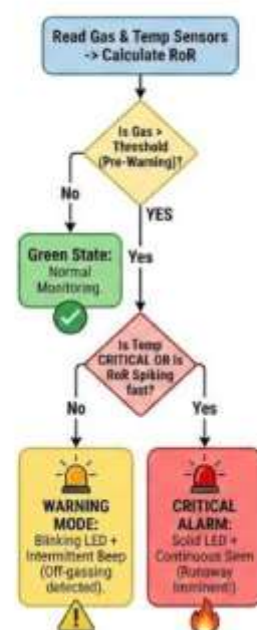 Read Gas & Temp Sensors
-> Calculate RoR
Is Gas >
Threshold
(Pre-Warning)?
No
YES
Green State:
Normal
Monitoring.
Yes
Is Temp
CRITICAL OR Is
RoR Spiking
fast?
No
Yes
WARNING
MODE:
Blinking LED +
Intermittent Beep
(Off-gassing
detected).
CRITICAL
ALARM:
Solid LED +
Continuous Siren
(Runaway
Imminent!)